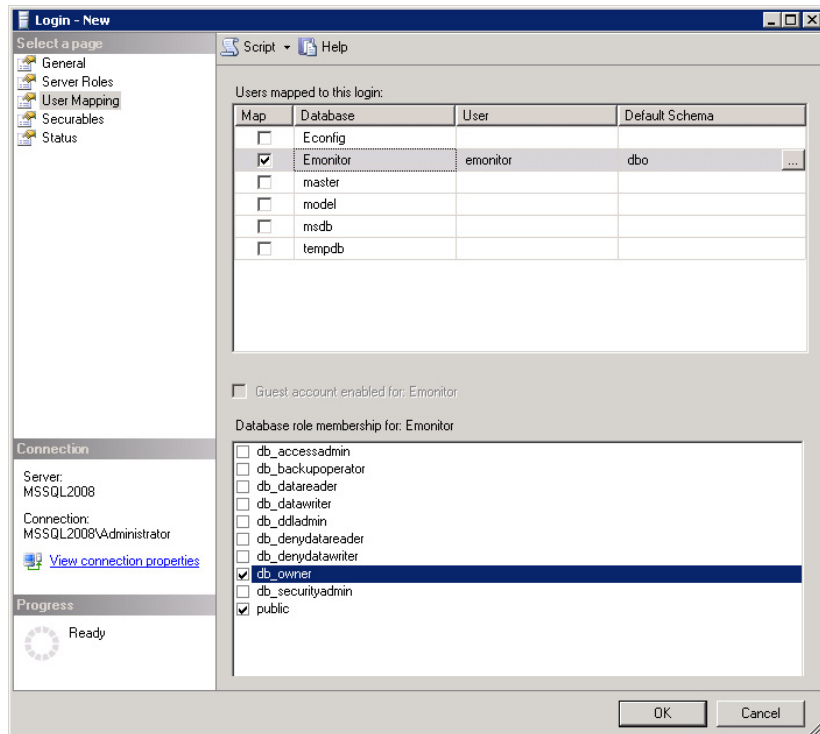 Login - New
Select a page
General
Server Roles
User Mapping
Securables
Status
Script
Help
Users mapped to this login:
Map Database User Default Schema
Econfig
Emonitor emonitor dbo ...
master
model
msdb
tempdb
Guest account enabled for: Emonitor
Database role membership for: Emonitor
db_accessadmin
db_backupoperator
db_datareader
db_datawriter
db_ddladmin
db_denydatareader
db_denydatawriter
db_owner
db_securityadmin
public
Connection
Server:
MSSQL2008
Connection:
MSSQL2008\Administrator
View connection properties
Progress
Ready
OK Cancel